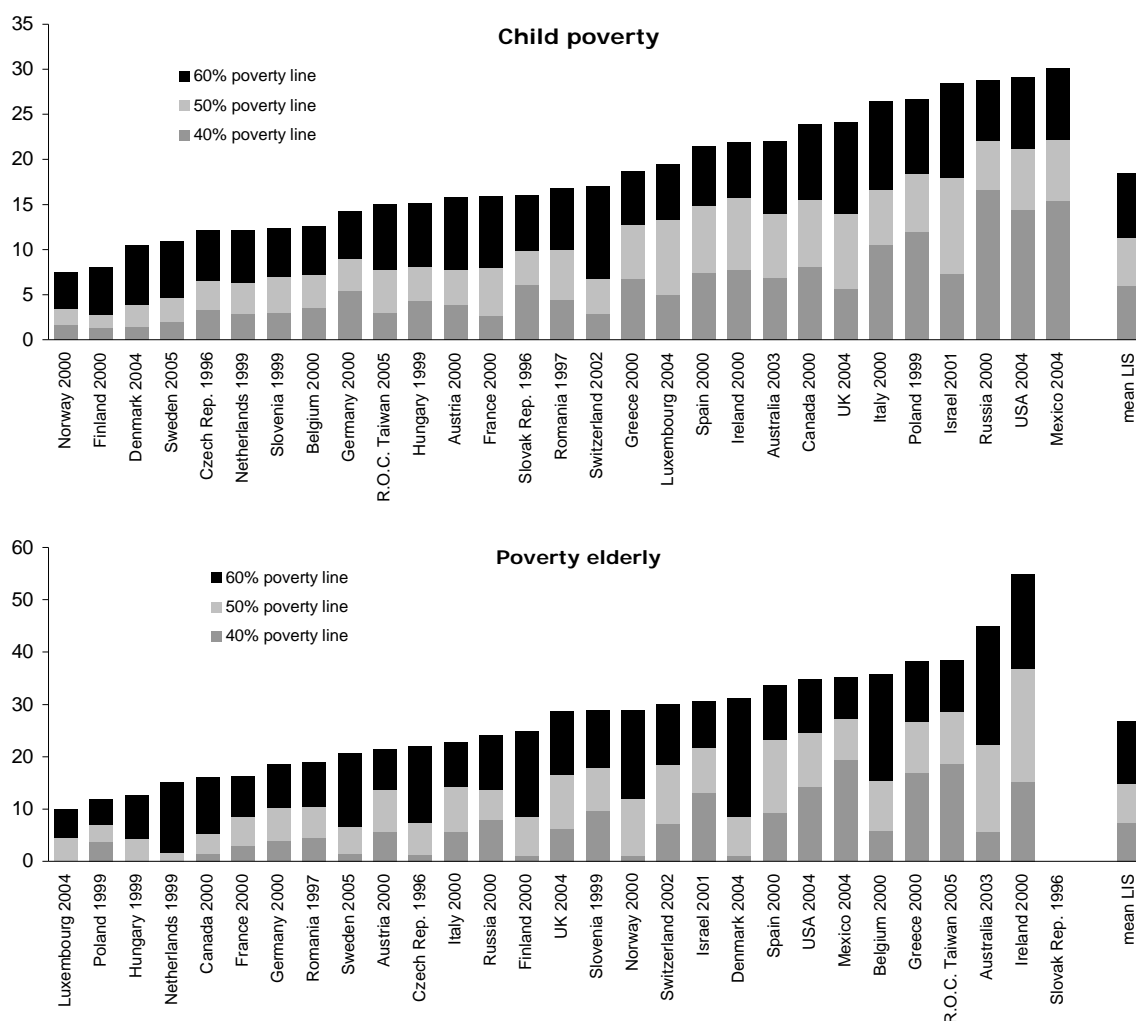 Child poverty
35
30
25
20
15
10
5
0
60% poverty line
50% poverty line
40% poverty line
Norway 2000
Finland 2000
Denmark 2004
Sweden 2005
Czech Rep. 1996
Netherlands 1999
Slovenia 1999
Belgium 2000
Germany 2000
R.O.C. Taiwan 2005
Hungary 1999
Austria 2000
France 2000
Slovak Rep. 1996
Romania 1997
Switzerland 2002
Greece 2000
Luxembourg 2004
Spain 2000
Ireland 2000
Australia 2003
Canada 2000
UK 2004
Italy 2000
Poland 1999
Israel 2001
Russia 2000
USA 2004
Mexico 2004
mean LIS
Poverty elderly
60
50
40
30
20
10
0
60% poverty line
50% poverty line
40% poverty line
Luxembourg 2004
Poland 1999
Hungary 1999
Netherlands 1999
Canada 2000
France 2000
Germany 2000
Romania 1997
Sweden 2005
Austria 2000
Czech Rep. 1996
Italy 2000
Russia 2000
Finland 2000
UK 2004
Slovenia 1999
Norway 2000
Switzerland 2002
Israel 2001
Denmark 2004
Spain 2000
USA 2004
Mexico 2004
Belgium 2000
Greece 2000
R.O.C. Taiwan 2005
Australia 2003
Ireland 2000
Slovak Rep. 1996
mean LIS